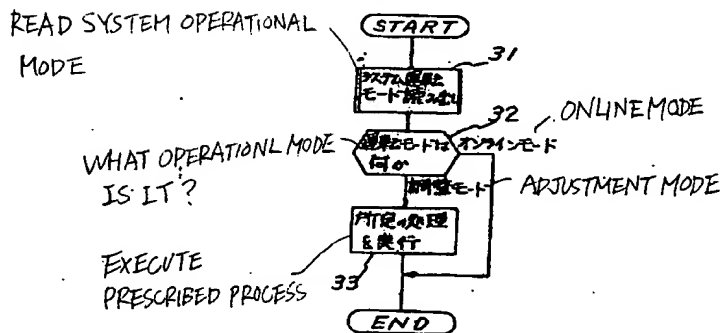 READ SYSTEM OPERATIONAL
MODE
START
31
システム運転
モード読み込む
32
ONLINE MODE
WHAT OPERATIONL MODE
IS IT?
運転モードは
何か
オンラインモード
調整モード
ADJUSTMENT MODE
所定の処理
を実行
33
EXECUTE
PRESCRIBED PROCESS
END